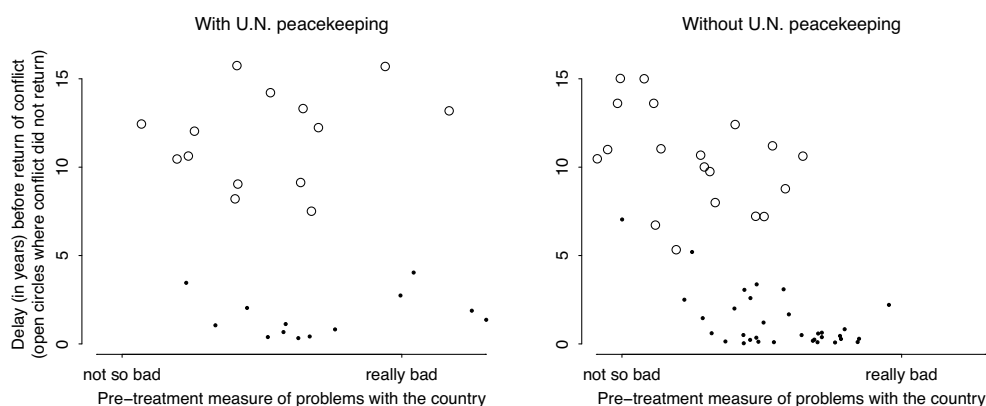 With U.N. peacekeeping
Delay (in years) before return of conflict
(open circles where conflict did not return)
15
10
5
0
not so bad
really bad
Pre−treatment measure of problems with the country
Without U.N. peacekeeping
15
10
5
0
not so bad
really bad
Pre−treatment measure of problems with the country